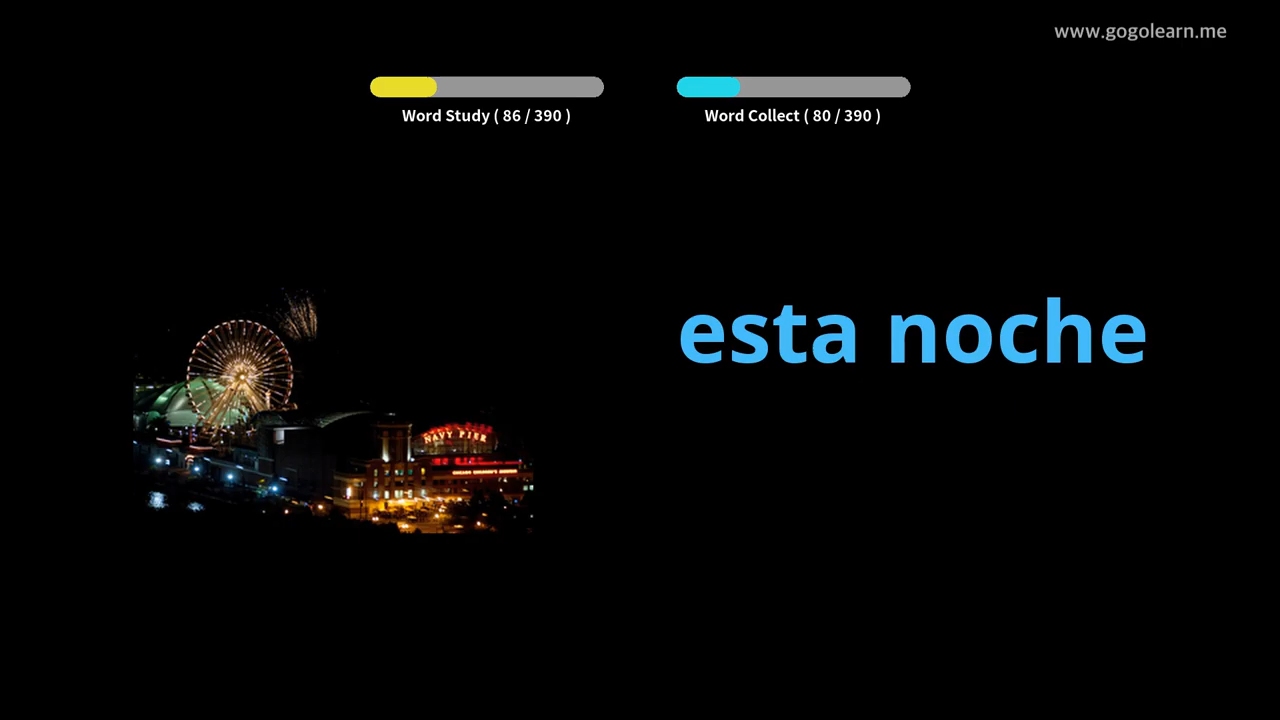 www.gogolearn.me
Word Study ( 86 / 390 )
Word Collect ( 80 / 390 )
esta noche
NAVY PIER